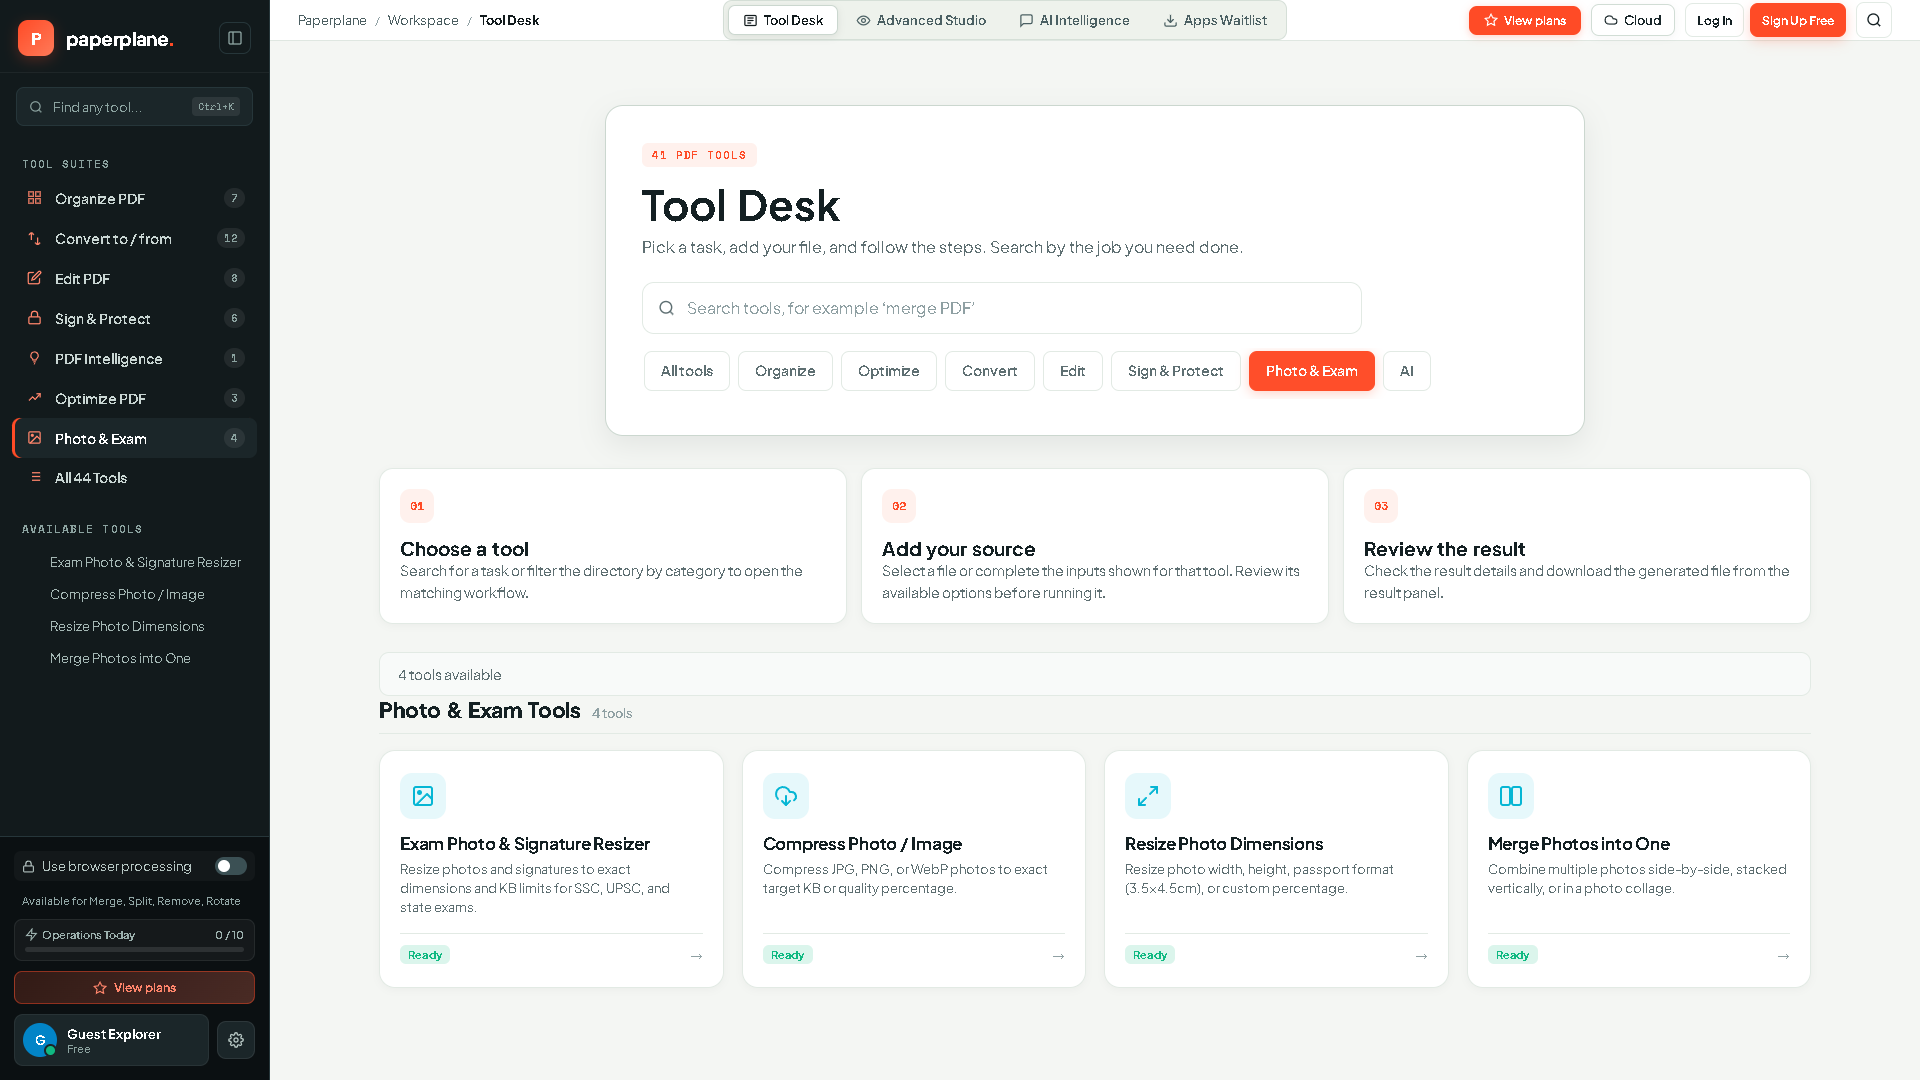 P paperplane.
Find any tool... Ctrl+K
TOOL SUITES
Organize PDF 7
Convert to / from 12
Edit PDF 8
Sign & Protect 6
PDF Intelligence 1
Optimize PDF 3
Photo & Exam 4
All 44 Tools
AVAILABLE TOOLS
Exam Photo & Signature Resizer
Compress Photo / Image
Resize Photo Dimensions
Merge Photos into One
Use browser processing
Available for Merge, Split, Remove, Rotate
Operations Today 0 / 10
View plans
G Guest Explorer
Free
Paperplane / Workspace / Tool Desk
Tool Desk Advanced Studio AI Intelligence Apps Waitlist
View plans Cloud Log In Sign Up Free
41 PDF TOOLS
Tool Desk
Pick a task, add your file, and follow the steps. Search by the job you need done.
Search tools, for example ‘merge PDF’
All tools Organize Optimize Convert Edit Sign & Protect Photo & Exam AI
01
Choose a tool
Search for a task or filter the directory by category to open the
matching workflow.
02
Add your source
Select a file or complete the inputs shown for that tool. Review its
available options before running it.
03
Review the result
Check the result details and download the generated file from the
result panel.
4 tools available
Photo & Exam Tools 4 tools
Exam Photo & Signature Resizer
Resize photos and signatures to exact
dimensions and KB limits for SSC, UPSC, and
state exams.
Ready →
Compress Photo / Image
Compress JPG, PNG, or WebP photos to exact
target KB or quality percentage.
Ready →
Resize Photo Dimensions
Resize photo width, height, passport format
(3.5×4.5cm), or custom percentage.
Ready →
Merge Photos into One
Combine multiple photos side-by-side, stacked
vertically, or in a photo collage.
Ready →